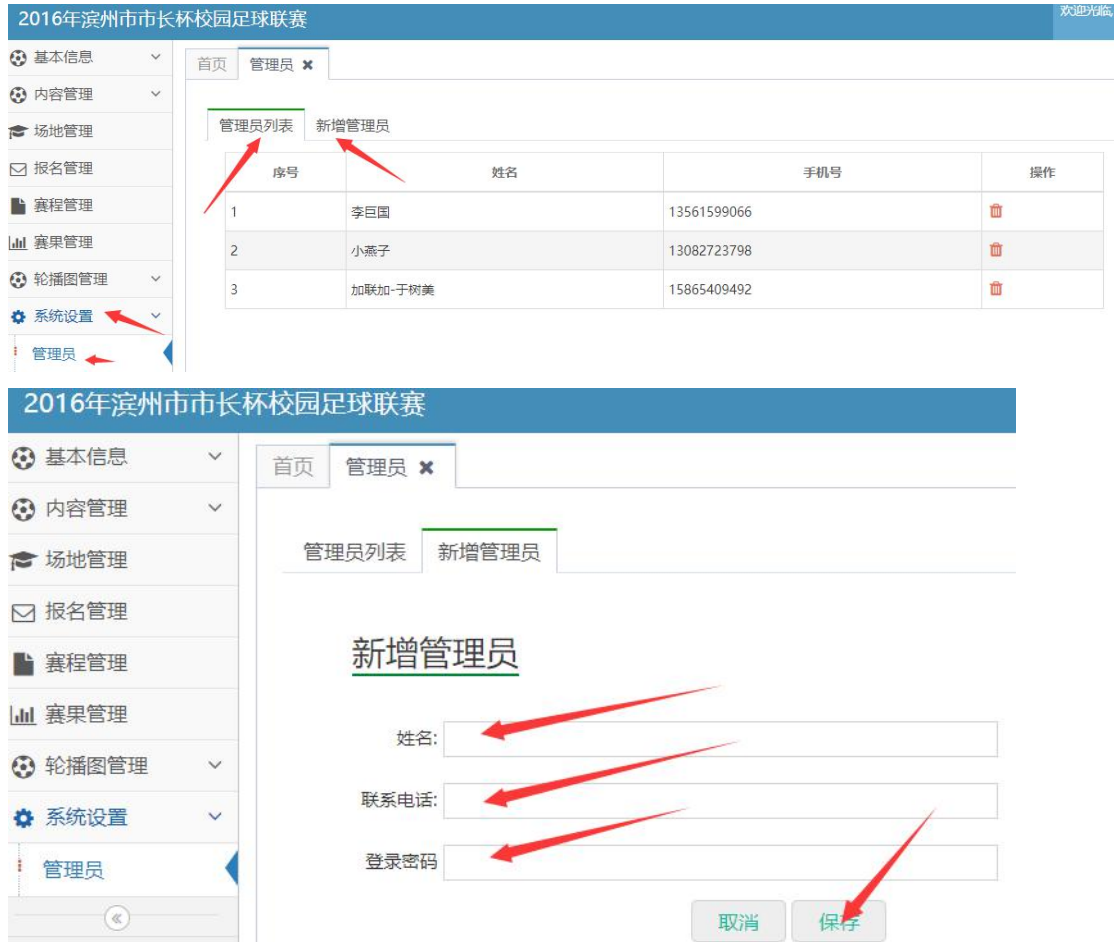 2016年滨州市市长杯校园足球联赛
欢迎光临,
基本信息
内容管理
场地管理
报名管理
赛程管理
赛果管理
轮播图管理
系统设置
管理员
首页 管理员
管理员列表 新增管理员
序号 姓名 手机号 操作
1 李巨国 13561599066
2 小燕子 13082723798
3 加联加-于树美 15865409492
2016年滨州市市长杯校园足球联赛
基本信息
内容管理
场地管理
报名管理
赛程管理
赛果管理
轮播图管理
系统设置
管理员
首页 管理员
管理员列表 新增管理员
新增管理员
姓名:
联系电话:
登录密码
取消 保存